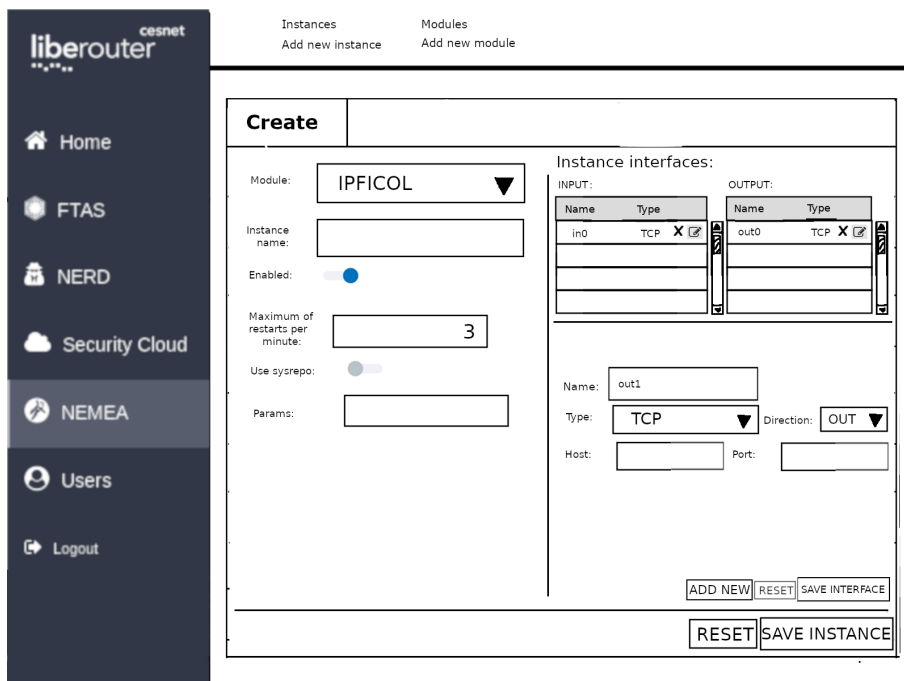 cesnet
liberouter
Home
FTAS
NERD
Security Cloud
NEMEA
Users
Logout
Instances Modules
Add new instance Add new module
Create
Module: IPFICOL
Instance
name:
Enabled:
Maximum of
restarts per
minute: 3
Use sysrepo:
Params:
Instance interfaces:
INPUT: OUTPUT:
Name Type Name Type
in0 TCP X out0 TCP X
Name: out1
Type: TCP Direction: OUT
Host: Port:
ADD NEW RESET SAVE INTERFACE
RESET SAVE INSTANCE